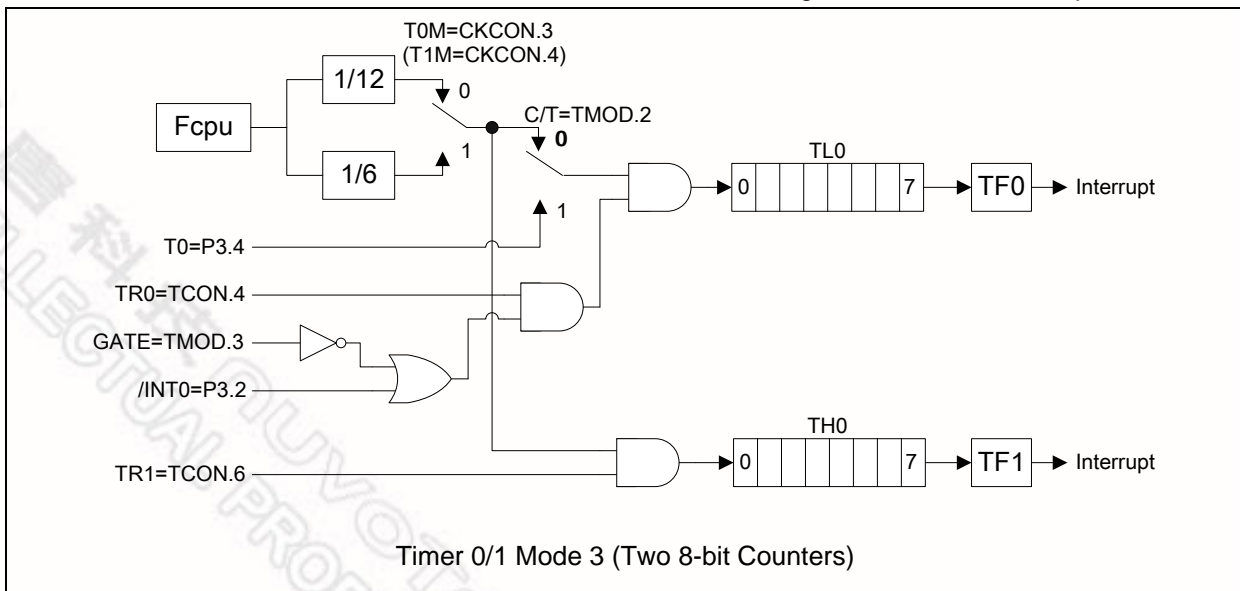 T0M=CKCON.3
(T1M=CKCON.4)
1/12
0
C/T=TMOD.2
0
Fcpu
TL0
1
1/6
0
7
TF0
Interrupt
1
T0=P3.4
TR0=TCON.4
GATE=TMOD.3
/INT0=P3.2
TH0
0
7
TF1
Interrupt
TR1=TCON.6
Timer 0/1 Mode 3 (Two 8-bit Counters)